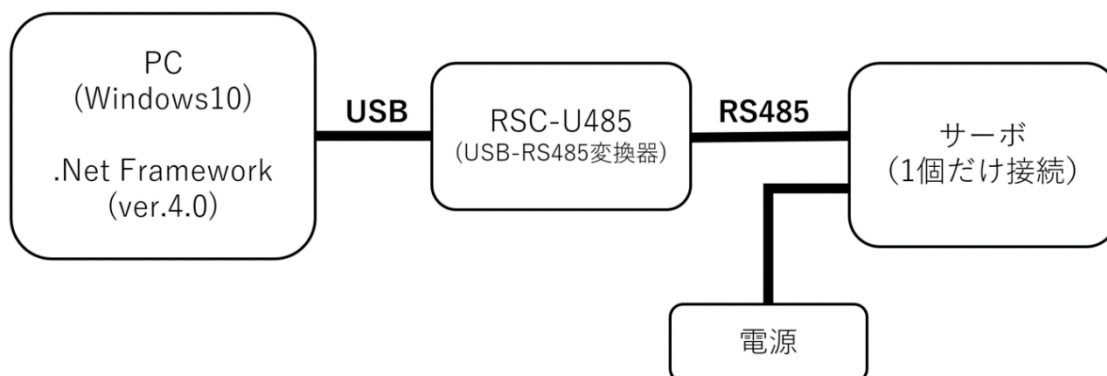 PC
(Windows10)
.Net Framework
(ver.4.0)
USB
RSC-U485
(USB-RS485変換器)
RS485
サーボ
(1個だけ接続)
電源